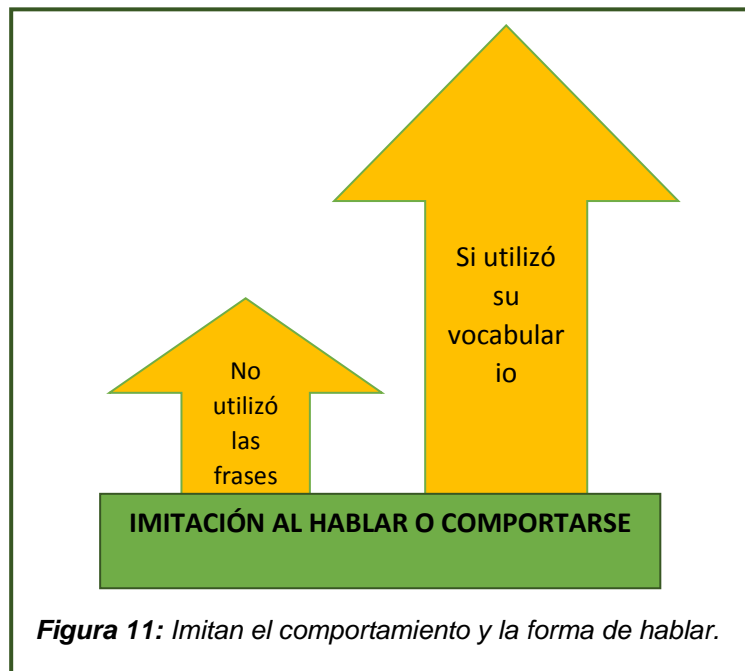 Si utilizó
su
vocabular
io
No
utilizó
las
frases
IMITACIÓN AL HABLAR O COMPORTARSE
Figura 11: Imitan el comportamiento y la forma de hablar.